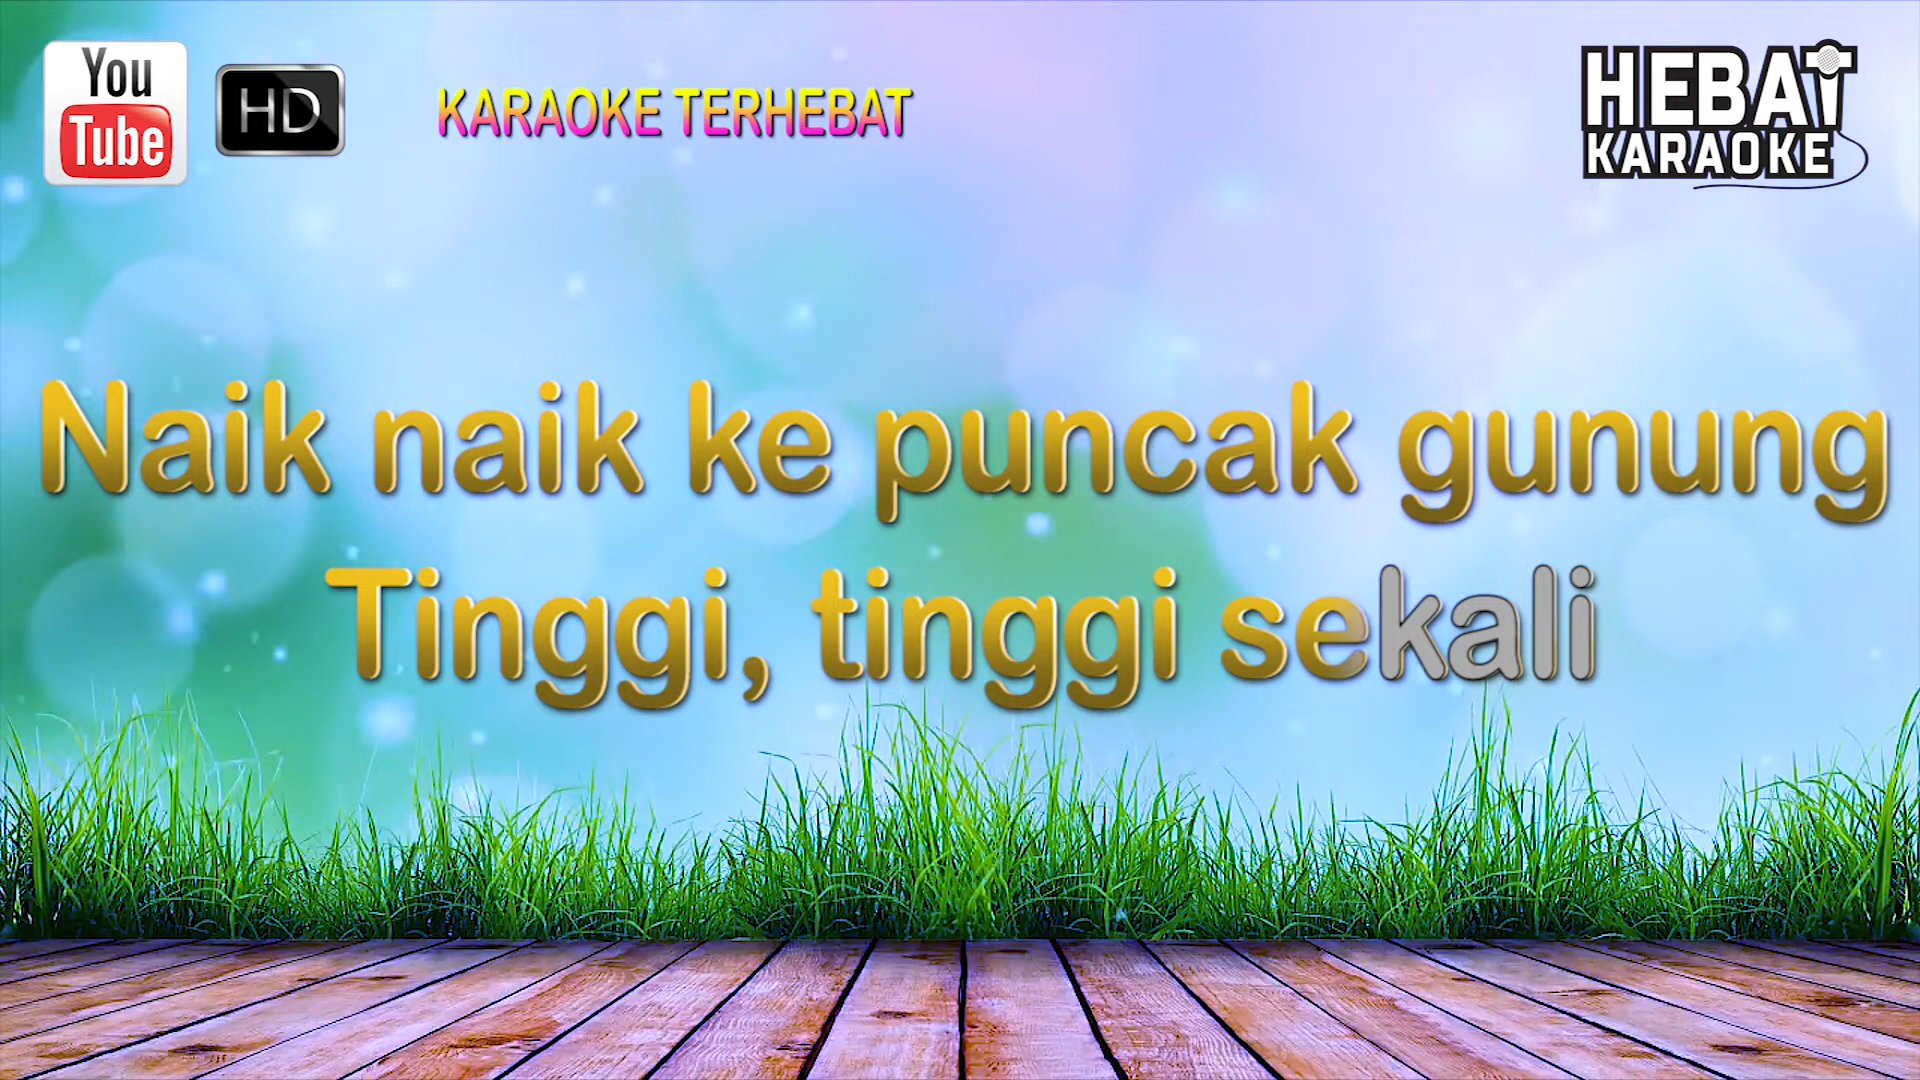 You
Tube
HD
KARAOKE TERHEBAT
HEBAT
KARAOKE
Naik naik ke puncak gunung
Tinggi, tinggi sekali